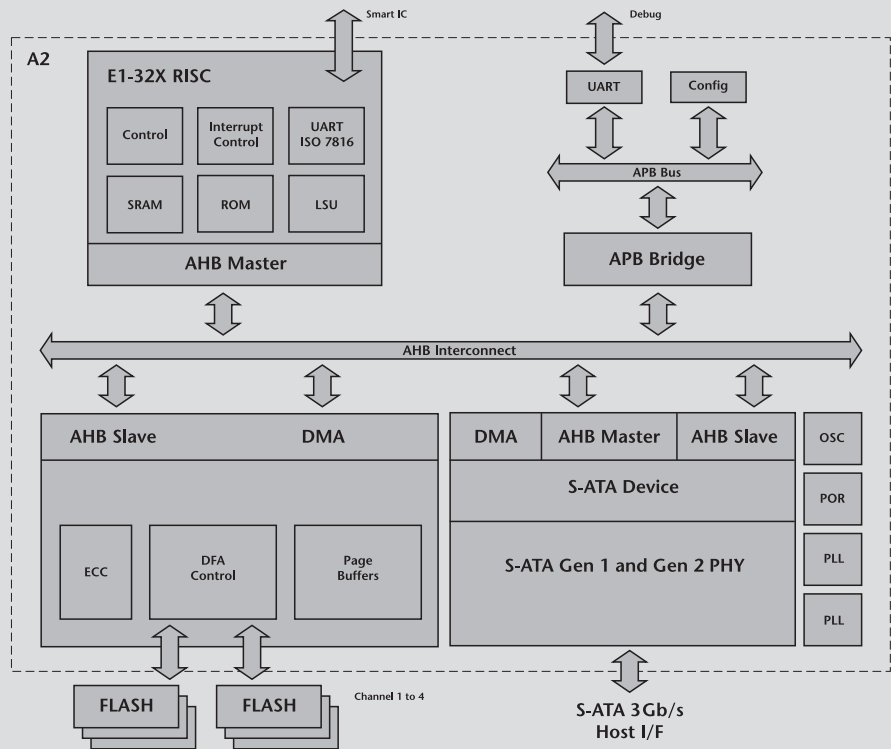 Smart IC
Debug
A2
E1-32X RISC
UART
Config
Control
Interrupt
Control
UART
ISO 7816
APB Bus
SRAM
ROM
LSU
AHB Master
APB Bridge
AHB Interconnect
AHB Slave
DMA
DMA
AHB Master
AHB Slave
OSC
S-ATA Device
POR
ECC
DFA
Control
Page
Buffers
S-ATA Gen 1 and Gen 2 PHY
PLL
PLL
FLASH
FLASH
Channel 1 to 4
S-ATA 3Gb/s
Host I/F